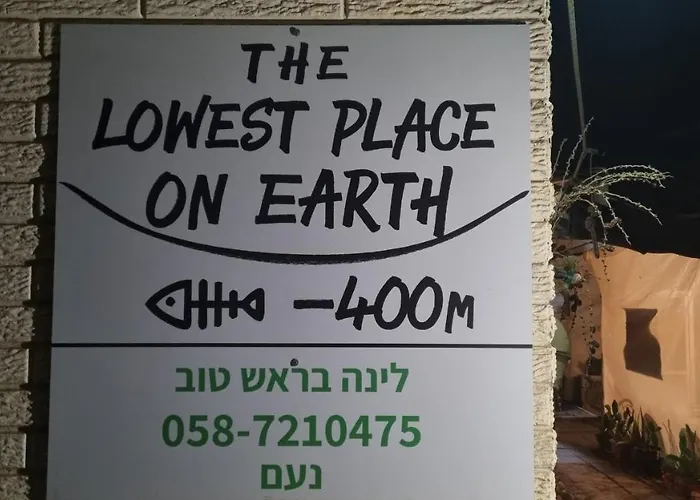 THE
LOWEST PLACE
ON EARTH
-400M
לינה בראש טוב
058-7210475
נעם